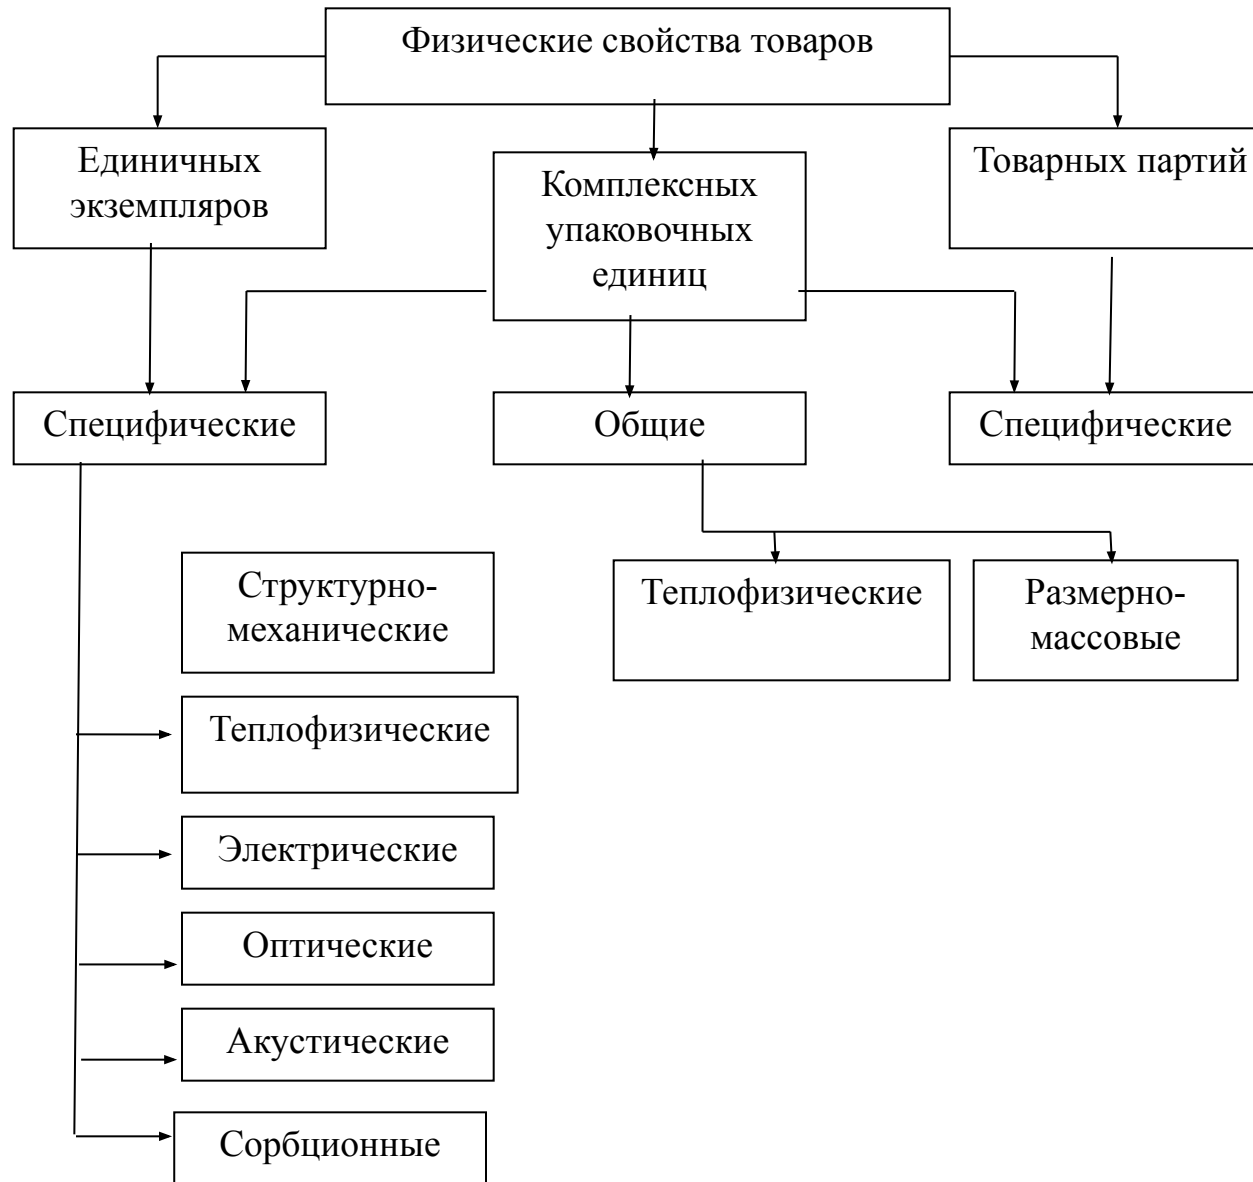 Физические свойства товаров
Единичных
экземпляров
Комплексных
упаковочных
единиц
Товарных партий
Специфические
Общие
Специфические
Структурно-
механические
Теплофизические
Размерно-
массовые
Теплофизические
Электрические
Оптические
Акустические
Сорбционные